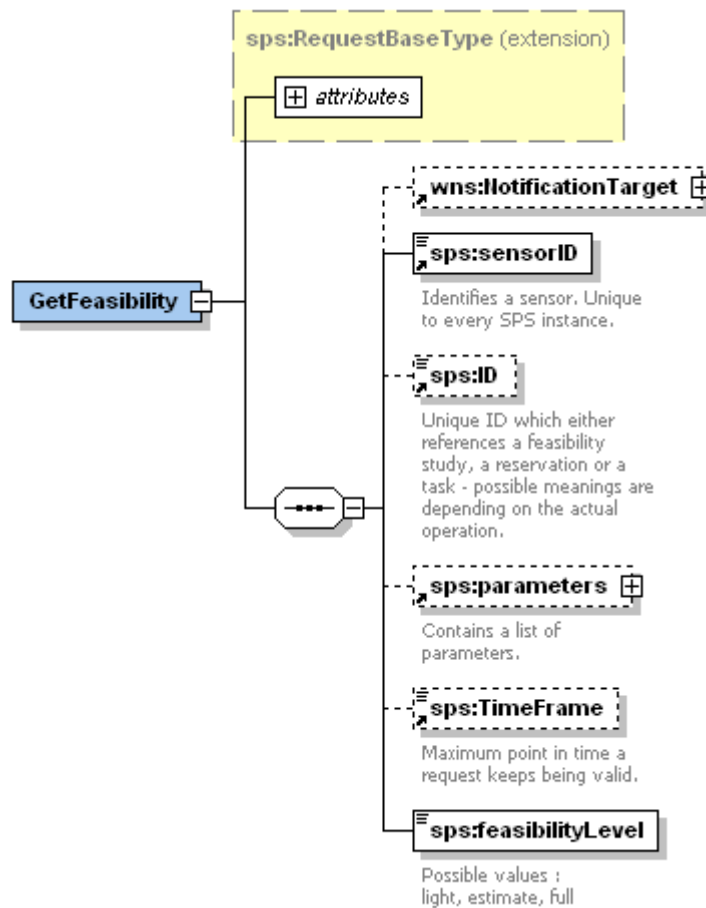 sps:RequestBaseType (extension)
attributes
wns:NotificationTarget
sps:sensorID
Identifies a sensor. Unique
to every SPS instance.
GetFeasibility
sps:ID
Unique ID which either
references a feasibility
study, a reservation or a
task - possible meanings are
depending on the actual
operation.
sps:parameters
Contains a list of
parameters.
sps:TimeFrame
Maximum point in time a
request keeps being valid.
sps:feasibilityLevel
Possible values :
light, estimate, full